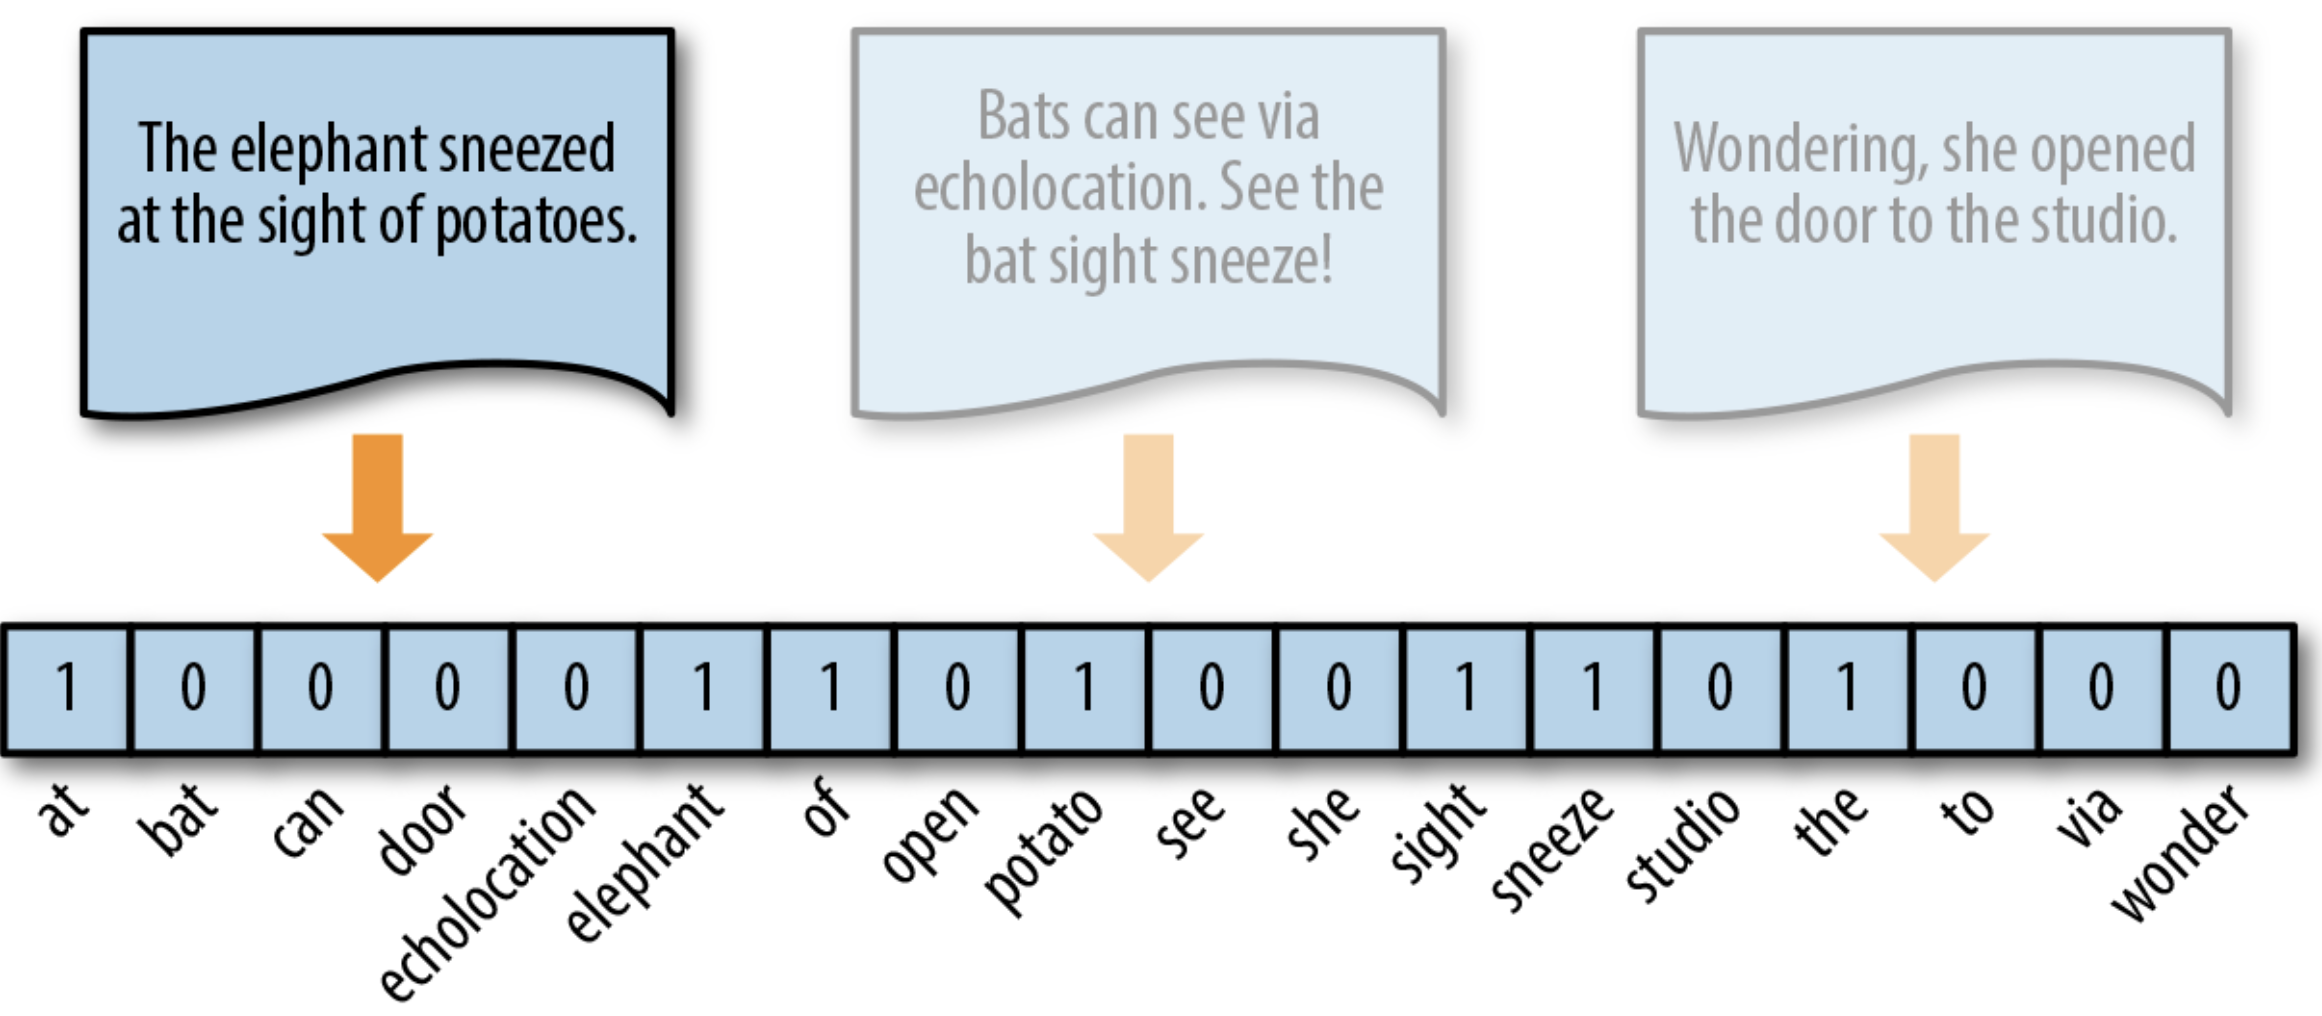 The elephant sneezed
at the sight of potatoes.
Bats can see via
echolocation. See the
bat sight sneeze!
Wondering, she opened
the door to the studio.
1 0 0 0 0 1 1 0 1 0 0 1 1 0 1 0 0 0
at bat can door echolocation elephant of open potato see she sight sneeze studio the to via wonder